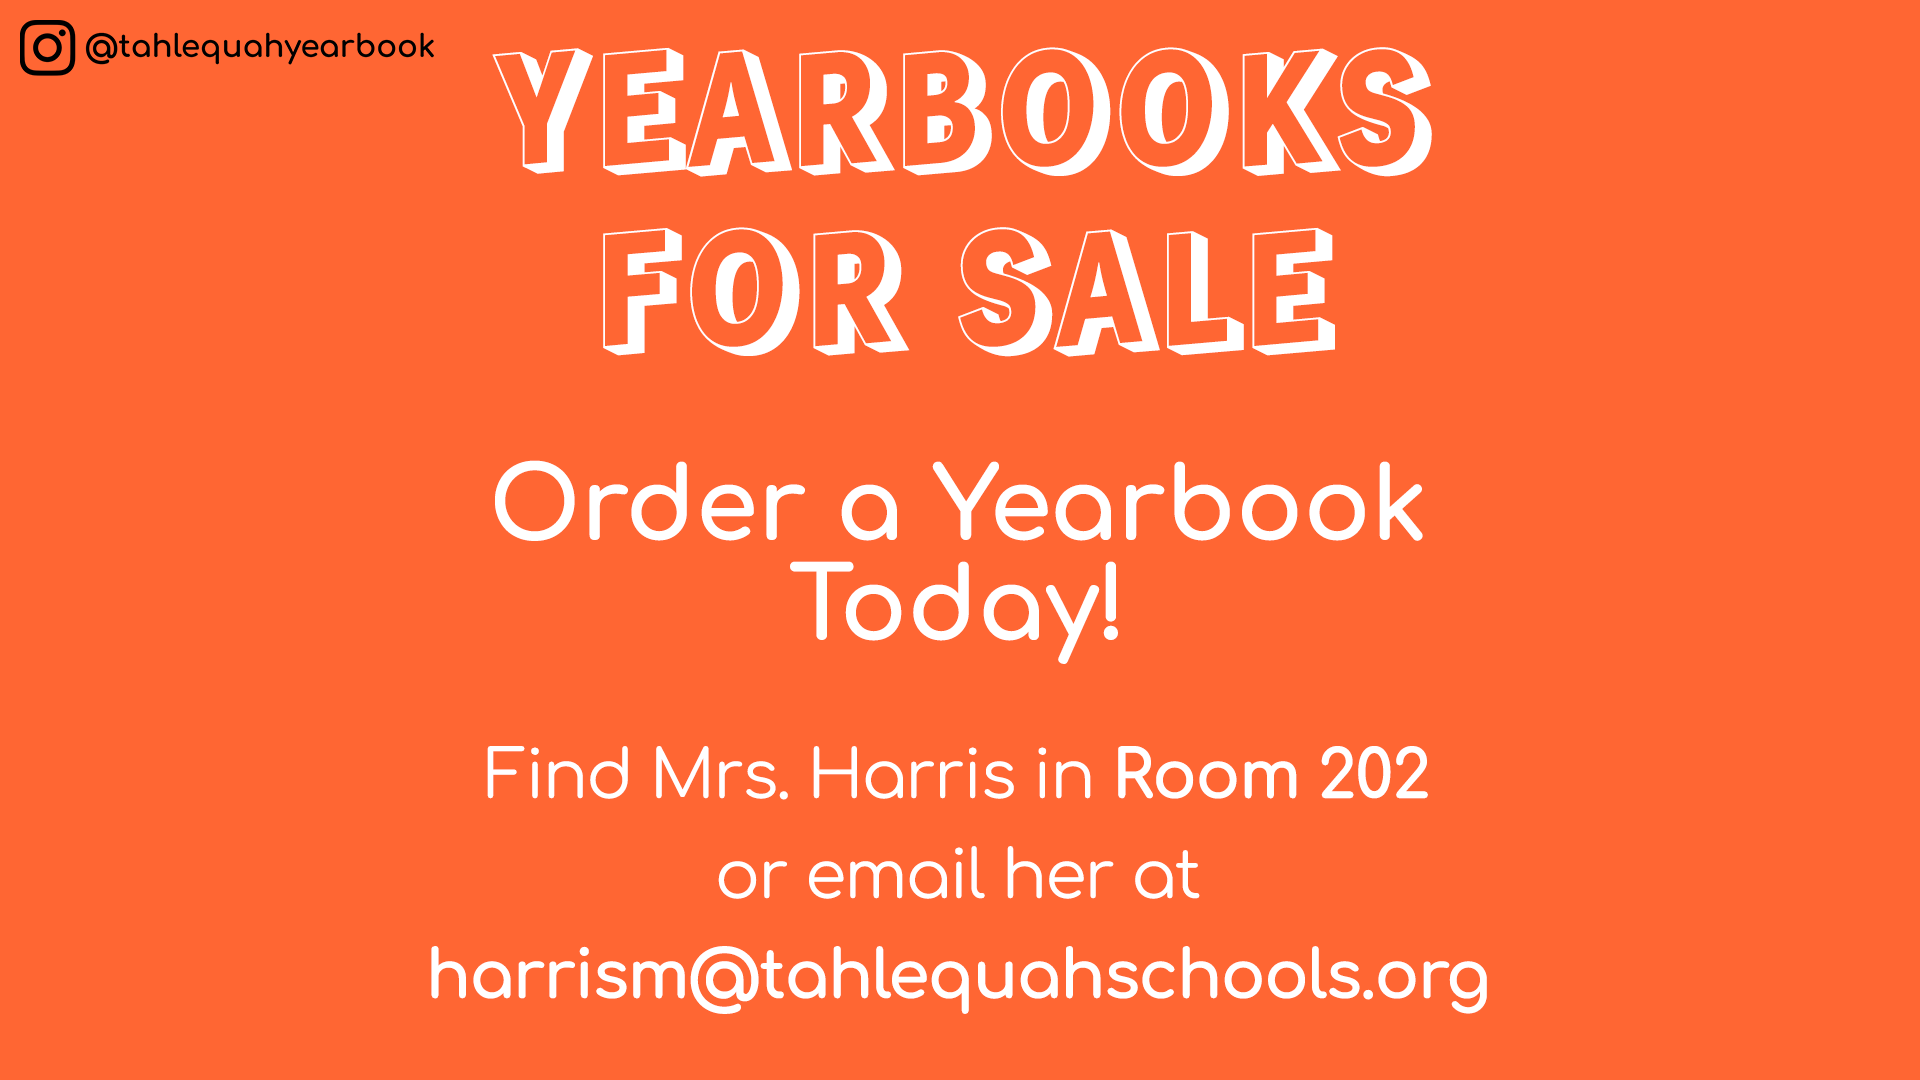 @tahlequahyearbook
YEARBOOKS
FOR SALE
Order a Yearbook
Today!
Find Mrs. Harris in Room 202
or email her at
harrism@tahlequahschools.org